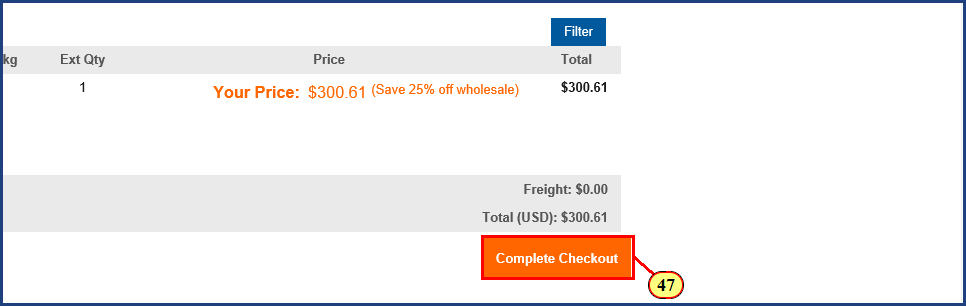 Filter
kg Ext Qty Price Total
1 Your Price: $300.61 (Save 25% off wholesale) $300.61
Freight: $0.00
Total (USD): $300.61
Complete Checkout
47